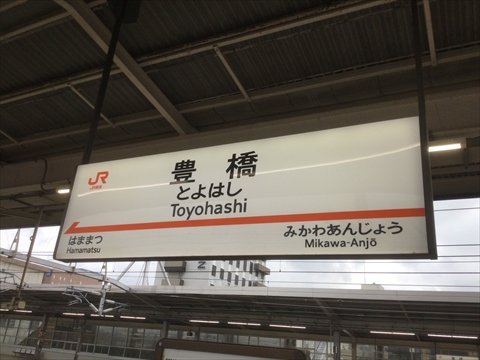 JR
豊橋
とよはし
Toyohashi
はままつ
Hamamatsu
みかわあんじょう
Mikawa-Anjō